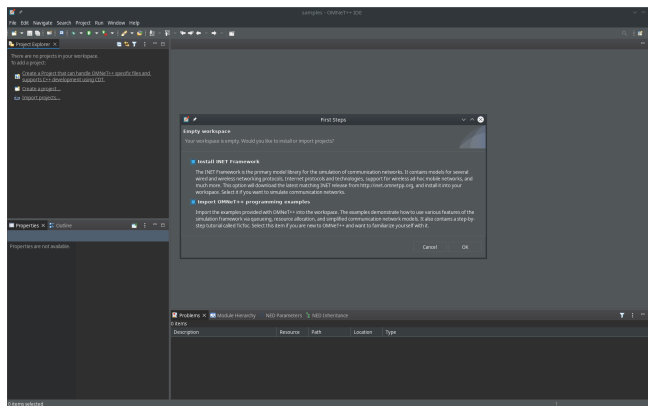 samples - OMNeT++ IDE
File Edit Navigate Search Project Run Window Help
Project Explorer
There are no projects in your workspace.
To add a project:
Create a Project that can handle OMNeT++ specific files and
supports C++ development using CDT.
Create a project...
Import projects...
First Steps
Empty workspace
Your workspace is empty. Would you like to install or import projects?
Install INET Framework
The INET Framework is the primary model library for the simulation of communication networks. It contains models for several
wired and wireless networking protocols, Internet protocols and technologies, support for wireless ad-hoc mobile networks, and
much more. This option will download the latest matching INET release from http://inet.omnetpp.org, and install it into your
workspace. Select it if you want to simulate communication networks.
Import OMNeT++ programming examples
Import the examples provided with OMNeT++ into the workspace. The examples demonstrate how to use various features of the
simulation framework via queueing, resource allocation, and simplified communication network models. It also contains a step-by-
step tutorial called TicToc. Select this item if you are new to OMNeT++ and want to familiarize yourself with it.
Cancel OK
Properties Outline
Properties are not available.
Problems Module Hierarchy NED Parameters NED Inheritance
0 items
Description Resource Path Location Type
0 items selected